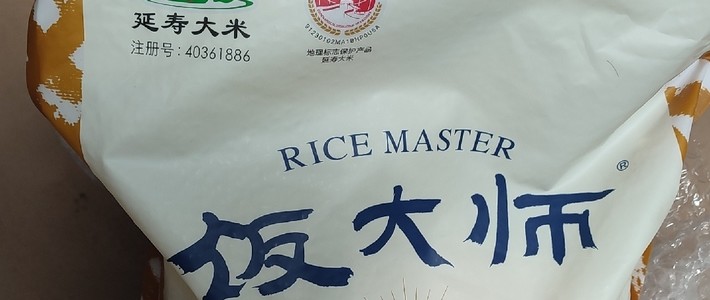 延寿大米
注册号：40361886
地理标志保护产品
延寿大米
RICE MASTER
饭大师®